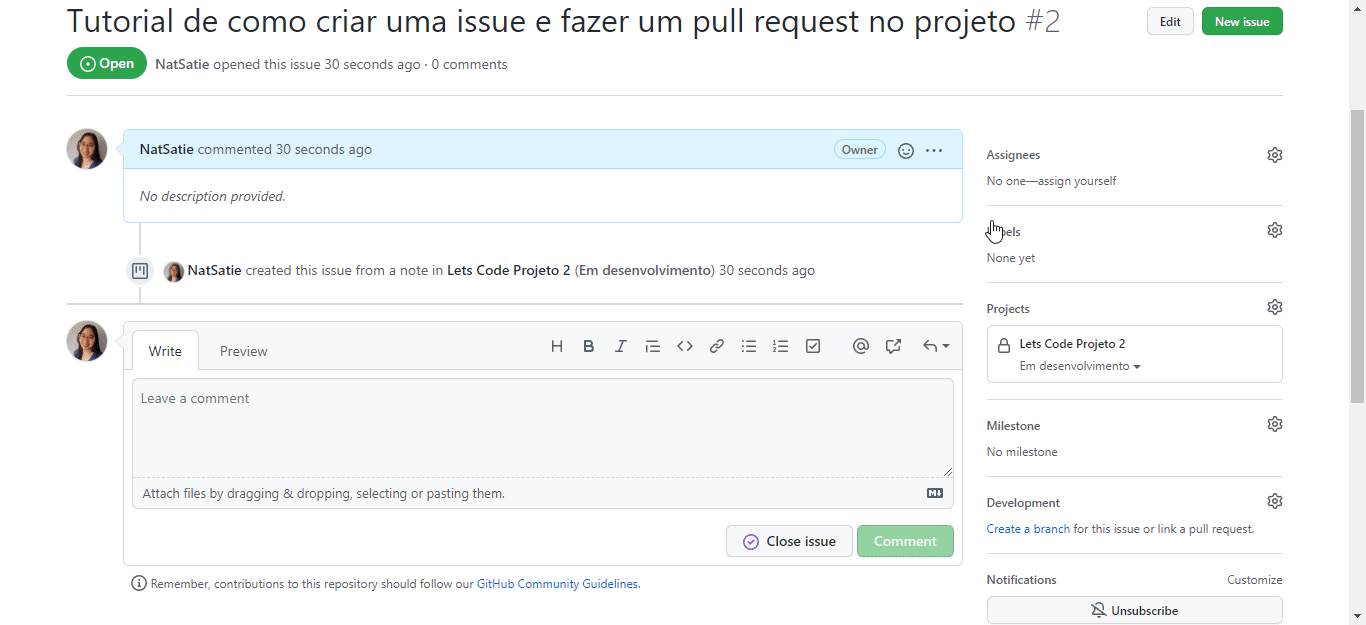 Tutorial de como criar uma issue e fazer um pull request no projeto #2
Edit
New issue
Open
NatSatie opened this issue 30 seconds ago · 0 comments
NatSatie commented 30 seconds ago
Owner
No description provided.
NatSatie created this issue from a note in Lets Code Projeto 2 (Em desenvolvimento) 30 seconds ago
Write
Preview
Leave a comment
Attach files by dragging & dropping, selecting or pasting them.
Close issue
Comment
Remember, contributions to this repository should follow our GitHub Community Guidelines.
Assignees
No one—assign yourself
None yet
Projects
Lets Code Projeto 2
Em desenvolvimento
Milestone
No milestone
Development
Create a branch for this issue or link a pull request.
Notifications
Customize
Unsubscribe